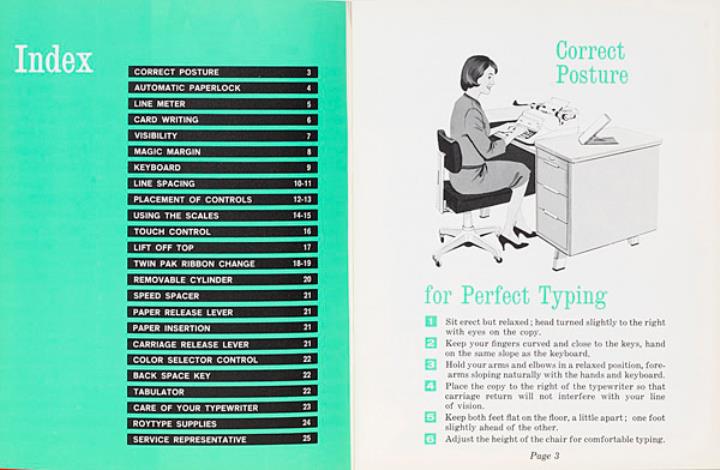 Index
CORRECT POSTURE 3
AUTOMATIC PAPERLOCK 4
LINE METER 5
CARD WRITING 6
VISIBILITY 7
MAGIC MARGIN 8
KEYBOARD 9
LINE SPACING 10-11
PLACEMENT OF CONTROLS 12-13
USING THE SCALES 14-15
TOUCH CONTROL 16
LIFT OFF TOP 17
TWIN PAK RIBBON CHANGE 18-19
REMOVABLE CYLINDER 20
SPEED SPACER 21
PAPER RELEASE LEVER 21
PAPER INSERTION 21
CARRIAGE RELEASE LEVER 21
COLOR SELECTOR CONTROL 22
BACK SPACE KEY 22
TABULATOR 22
CARE OF YOUR TYPEWRITER 23
ROYTYPE SUPPLIES 24
SERVICE REPRESENTATIVE 25
Correct
Posture
for Perfect Typing
1 Sit erect but relaxed; head turned slightly to the right
with eyes on the copy.
2 Keep your fingers curved and close to the keys, hand
on the same slope as the keyboard.
3 Hold your arms and elbows in a relaxed position, fore-
arms sloping naturally with the hands and keyboard.
4 Place the copy to the right of the typewriter so that
carriage return will not interfere with your line
of vision.
5 Keep both feet flat on the floor, a little apart; one foot
slightly ahead of the other.
6 Adjust the height of the chair for comfortable typing.
Page 3